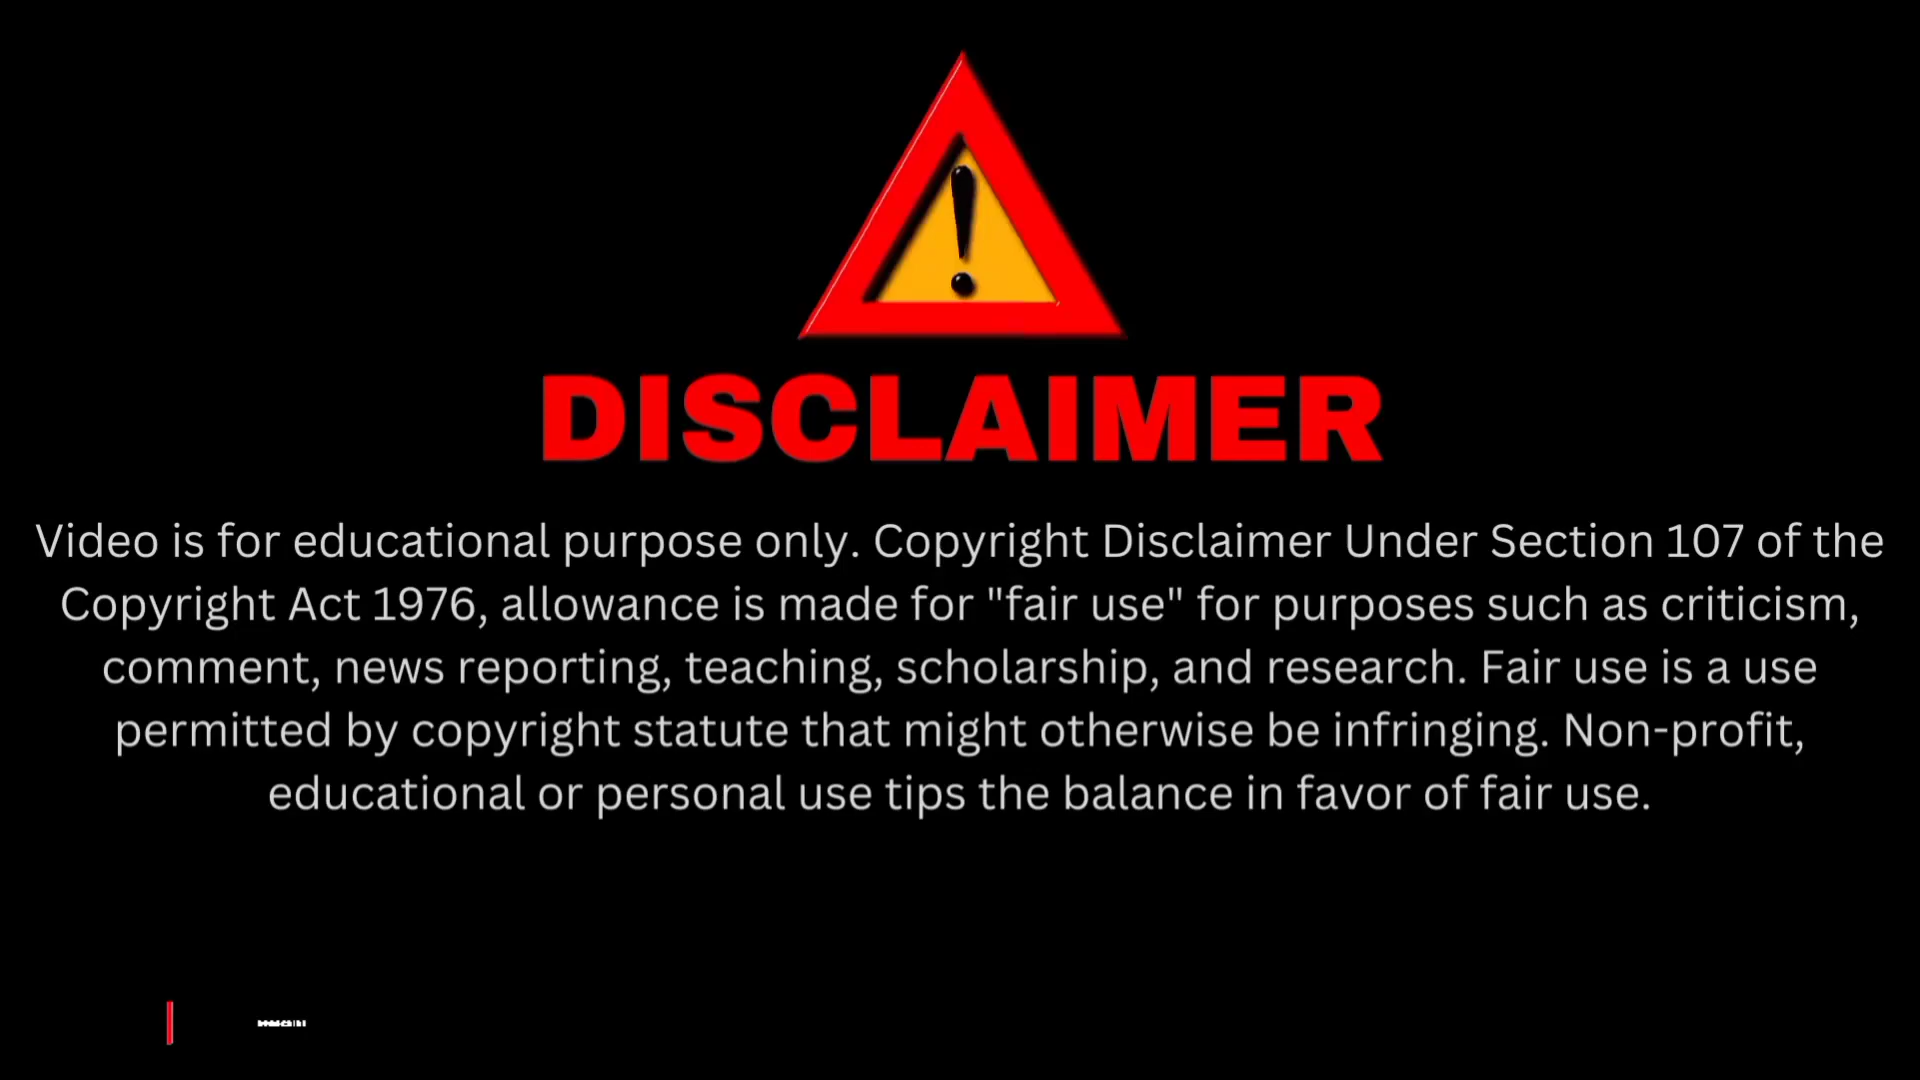 DISCLAIMER
Video is for educational purpose only. Copyright Disclaimer Under Section 107 of the
Copyright Act 1976, allowance is made for "fair use" for purposes such as criticism,
comment, news reporting, teaching, scholarship, and research. Fair use is a use
permitted by copyright statute that might otherwise be infringing. Non-profit,
educational or personal use tips the balance in favor of fair use.